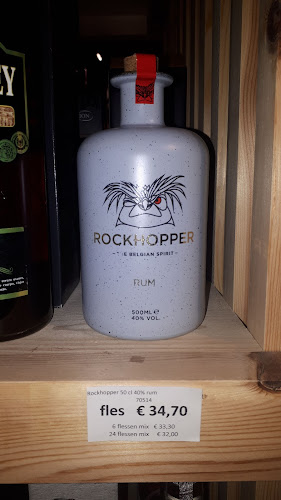 EY
ROCKHOPPER
BELGIAN SPIRIT -
RUM
500ML e
40% VOL.
Rockhopper 50 cl 40% rum
70514
fles € 34,70
6 flessen mix € 33,30
24 flessen mix € 32,00